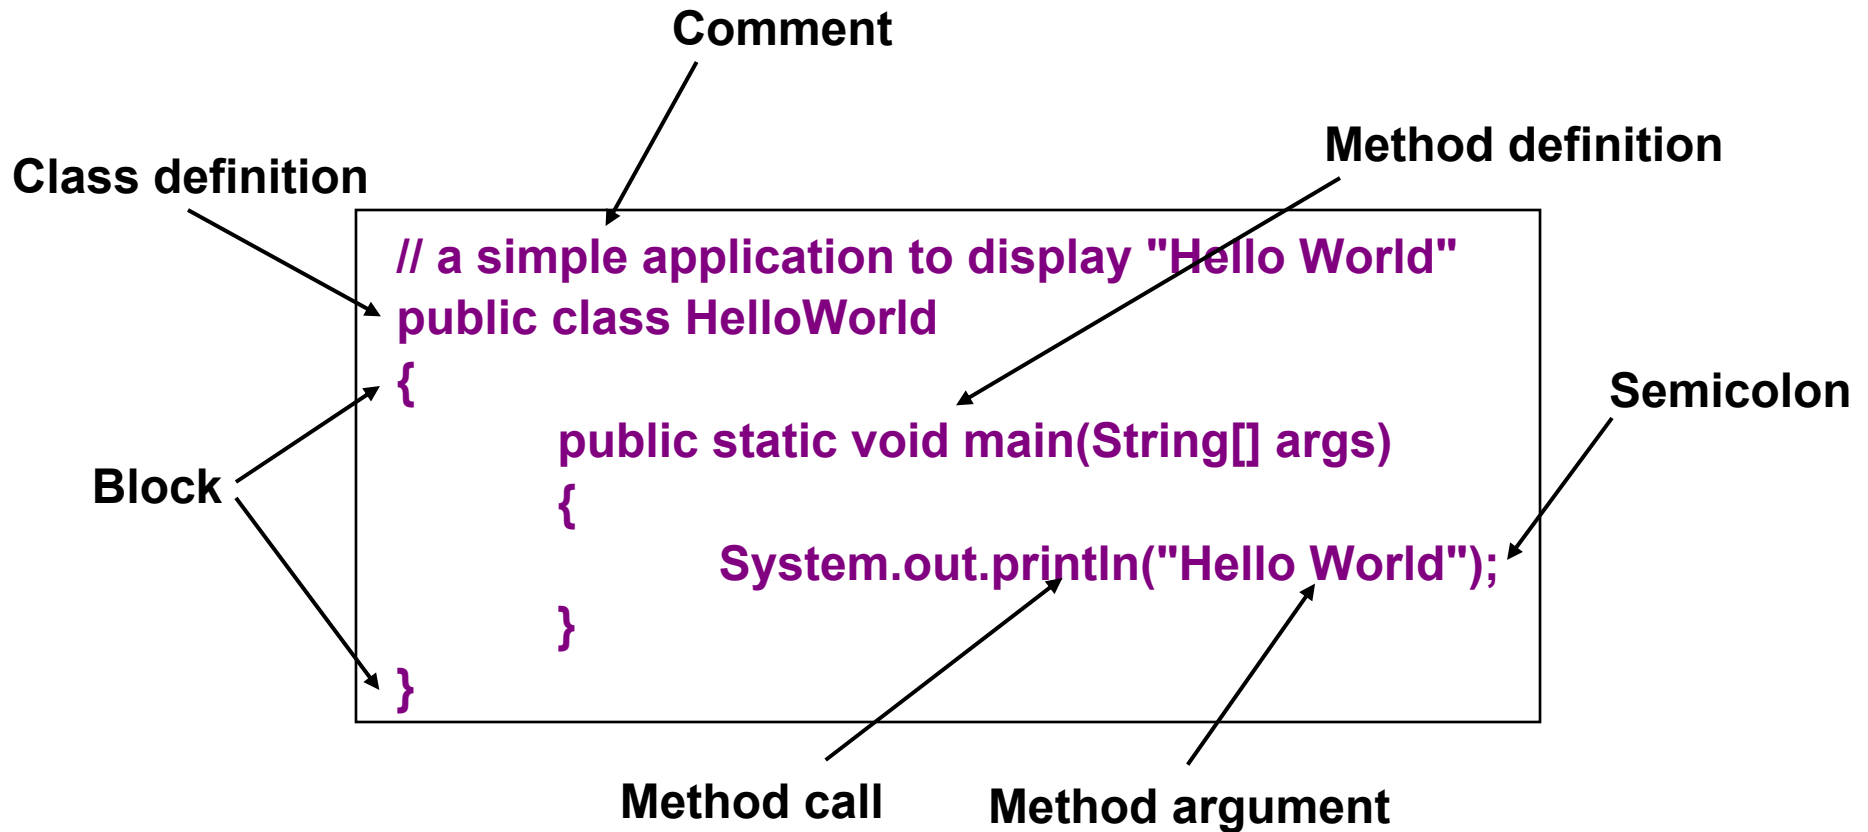 Comment
Method definition
Class definition
// a simple application to display "Hello World"
public class HelloWorld
{
Semicolon
public static void main(String[] args)
Block
{
System.out.println("Hello World");
}
}
Method call
Method argument